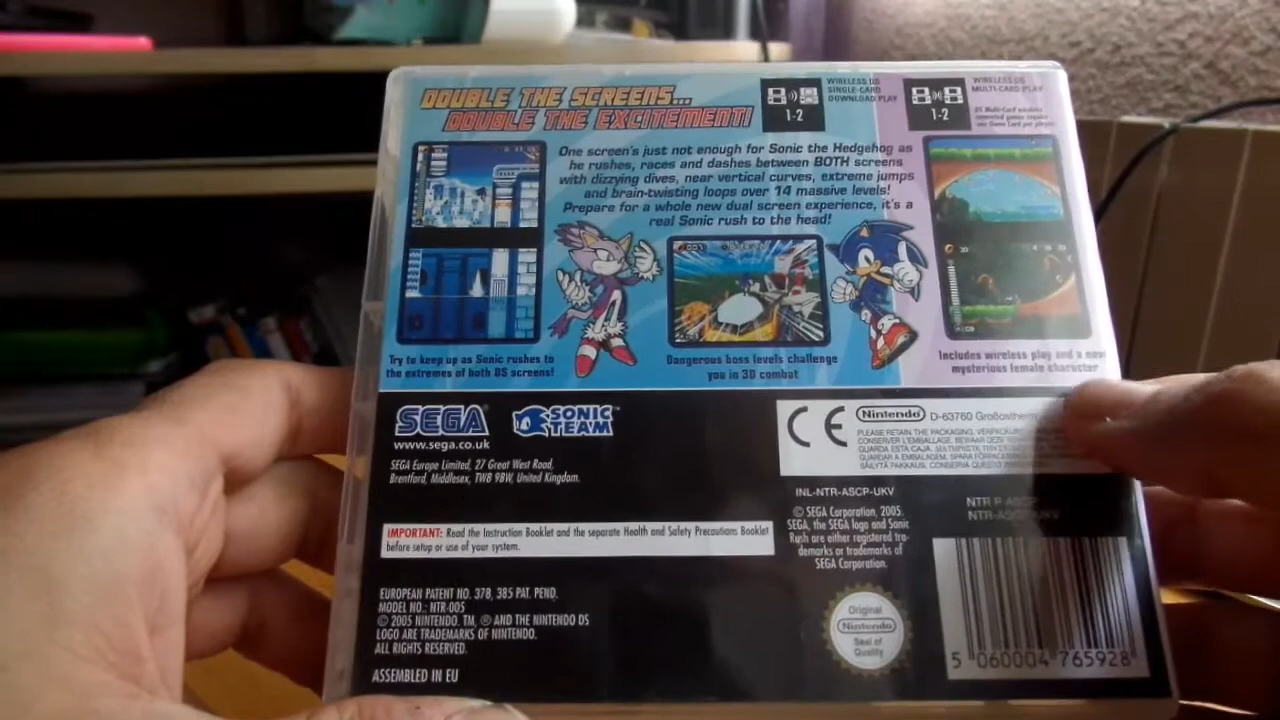 DOUBLE THE SCREENS...
DOUBLE THE EXCITEMENT!
1-2
WIRELESS DS
SINGLE-CARD
DOWNLOAD PLAY
1-2
WIRELESS DS
MULTI-CARD PLAY
One screen's just not enough for Sonic the Hedgehog as
he rushes, races and dashes between BOTH screens
with dizzying dives, near vertical curves, extreme jumps
and brain-twisting loops over 14 massive levels!
Prepare for a whole new dual screen experience, it's a
real Sonic rush to the head!
Try to keep up as Sonic rushes to
the extremes of both DS screens!
Dangerous boss levels challenge
you in 3D combat
Includes wireless play and a new
mysterious female character
SEGA
SONIC
TEAM
www.sega.co.uk
SEGA Europe Limited, 27 Great West Road,
Brentford, Middlesex, TW8 9BW, United Kingdom.
CE
Nintendo
D-63760
PLEASE RETAIN THE PACKAGING.
CONSERVER L'EMBALLAGE.
IMPORTANT: Read the Instruction Booklet and the separate Health and Safety Precautions Booklet
before setup or use of your system.
INL-NTR-ASCP-UKV
© SEGA Corporation, 2005.
SEGA, the SEGA logo and Sonic
Rush are either registered tra-
demarks or trademarks of
SEGA Corporation.
EUROPEAN PATENT NO. 378, 385 PAT. PEND.
MODEL NO.: NTR-005
© 2005 NINTENDO. TM, ® AND THE NINTENDO DS
LOGO ARE TRADEMARKS OF NINTENDO.
ALL RIGHTS RESERVED.
ASSEMBLED IN EU
Original
Nintendo
Seal of
Quality
5 060004 765928